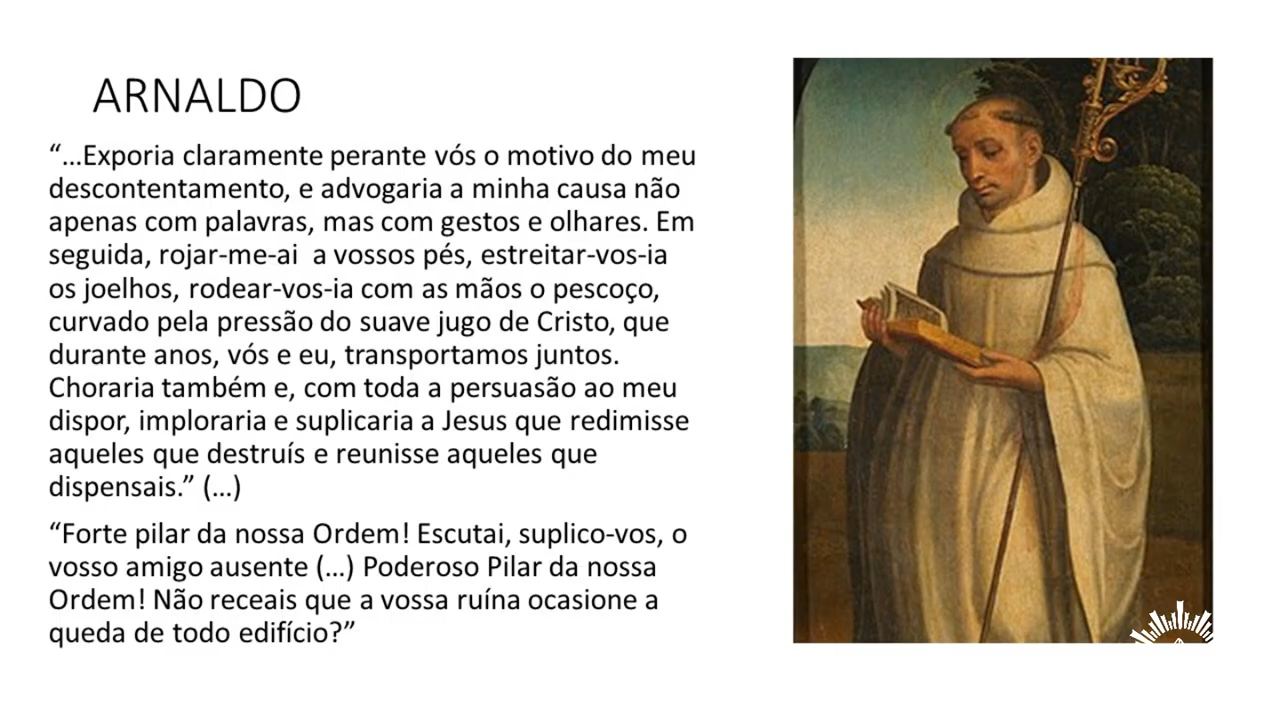 ARNALDO
“...Exporia claramente perante vós o motivo do meu
descontentamento, e advogaria a minha causa não
apenas com palavras, mas com gestos e olhares. Em
seguida, rojar-me-ai  a vossos pés, estreitar-vos-ia
os joelhos, rodear-vos-ia com as mãos o pescoço,
curvado pela pressão do suave jugo de Cristo, que
durante anos, vós e eu, transportamos juntos.
Choraria também e, com toda a persuasão ao meu
dispor, imploraria e suplicaria a Jesus que redimisse
aqueles que destruís e reunisse aqueles que
dispensais.” (...)
“Forte pilar da nossa Ordem! Escutai, suplico-vos, o
vosso amigo ausente (...) Poderoso Pilar da nossa
Ordem! Não receais que a vossa ruína ocasione a
queda de todo edifício?”